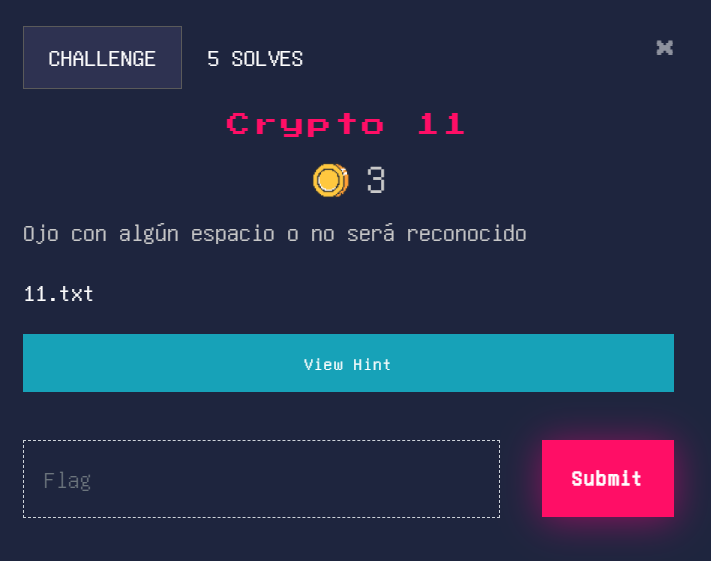 CHALLENGE 5 SOLVES ×
Crypto 11
3
Ojo con algún espacio o no será reconocido
11.txt
View Hint
Flag Submit